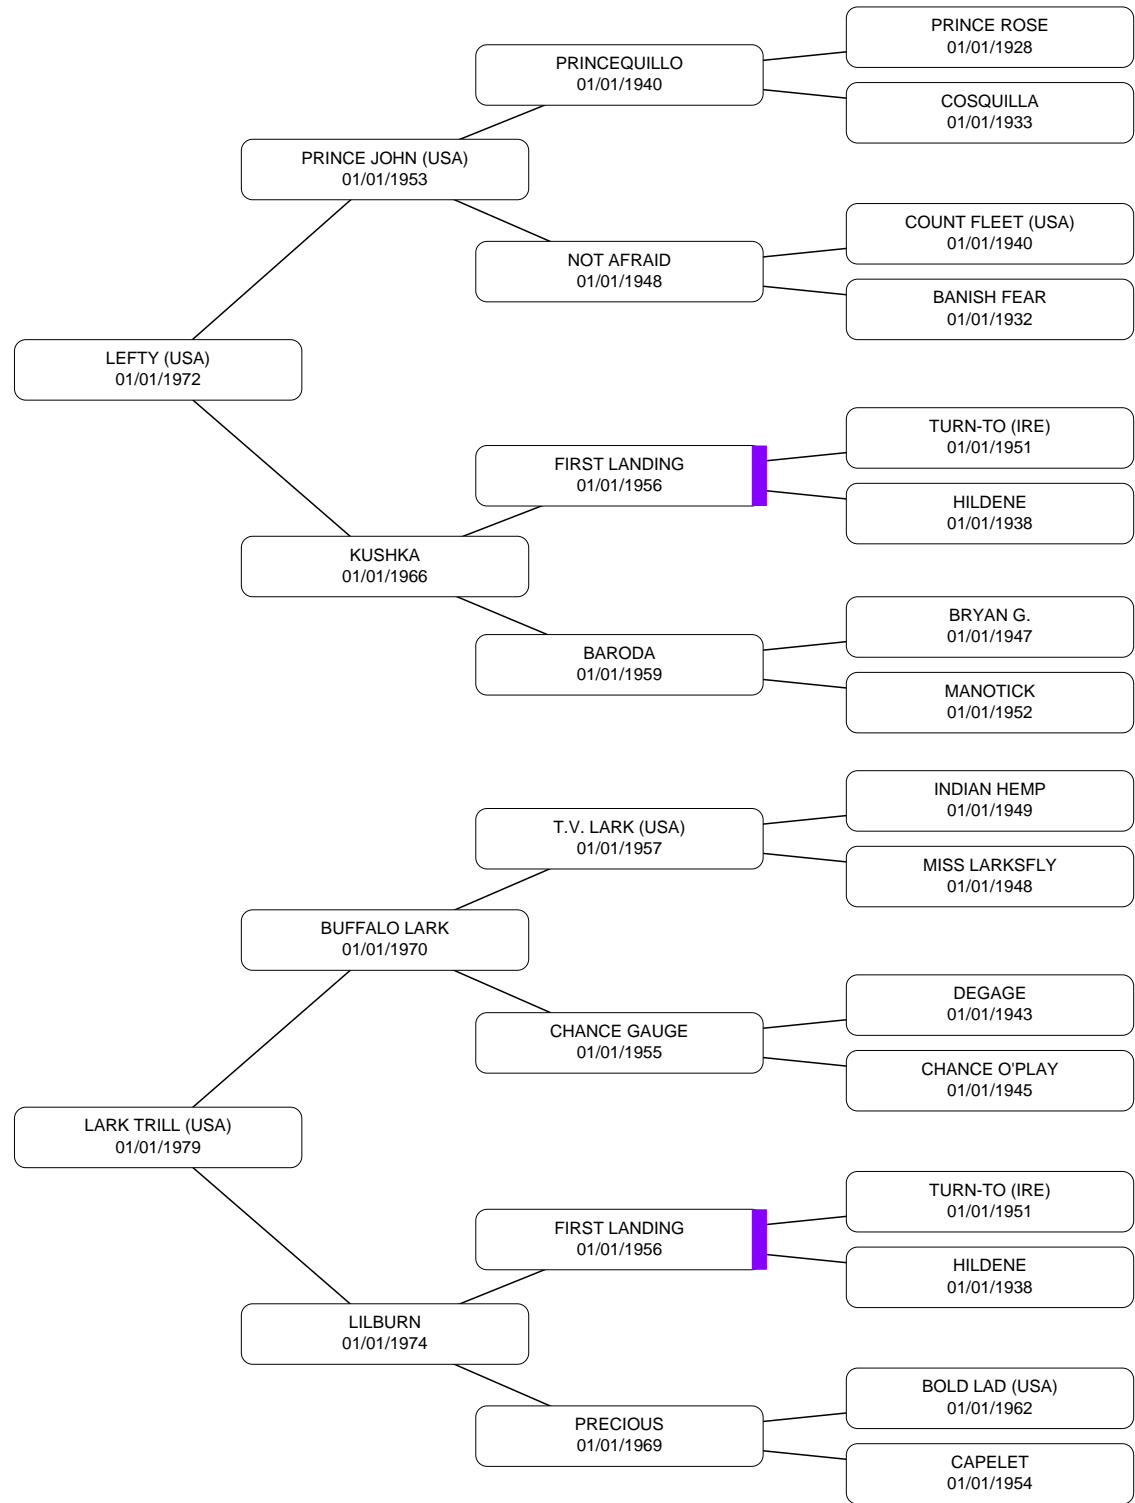 PRINCE ROSE
01/01/1928
PRINCEQUILLO
01/01/1940
COSQUILLA
01/01/1933
PRINCE JOHN (USA)
01/01/1953
COUNT FLEET (USA)
01/01/1940
NOT AFRAID
01/01/1948
BANISH FEAR
01/01/1932
LEFTY (USA)
01/01/1972
TURN-TO (IRE)
01/01/1951
FIRST LANDING
01/01/1956
HILDENE
01/01/1938
KUSHKA
01/01/1966
BRYAN G.
01/01/1947
BARODA
01/01/1959
MANOTICK
01/01/1952
INDIAN HEMP
01/01/1949
T.V. LARK (USA)
01/01/1957
MISS LARKSFLY
01/01/1948
BUFFALO LARK
01/01/1970
DEGAGE
01/01/1943
CHANCE GAUGE
01/01/1955
CHANCE O'PLAY
01/01/1945
LARK TRILL (USA)
01/01/1979
TURN-TO (IRE)
01/01/1951
FIRST LANDING
01/01/1956
HILDENE
01/01/1938
LILBURN
01/01/1974
BOLD LAD (USA)
01/01/1962
PRECIOUS
01/01/1969
CAPELET
01/01/1954